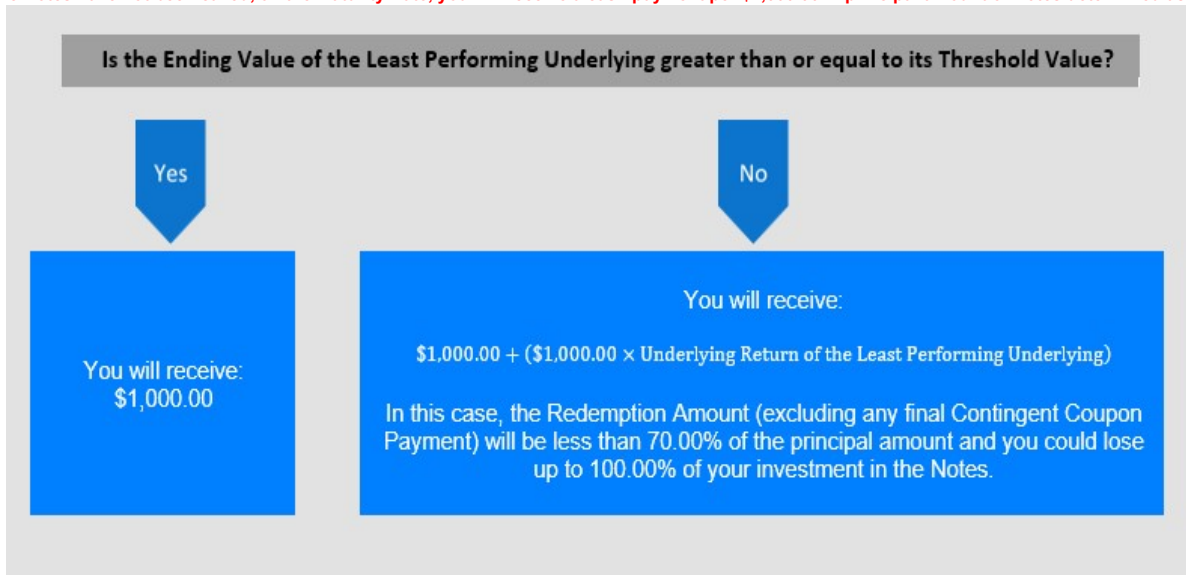 Is the Ending Value of the Least Performing Underlying greater than or equal to its Threshold Value?
Yes
No
You will receive:
$1,000.00
You will receive:
$1,000.00 + ($1,000.00 × Underlying Return of the Least Performing Underlying)
In this case, the Redemption Amount (excluding any final Contingent Coupon
Payment) will be less than 70.00% of the principal amount and you could lose
up to 100.00% of your investment in the Notes.